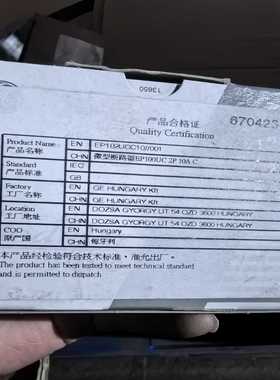 13650
产品合格证
Quality Certification
67042S
Product Name
产品名称
EN
EP102UCC10//001
CHN
微型断路器EP100UC 2P 10A C
Standard
标准
IEC
GB
Factory
工厂名称
EN
GE HUNGARY Kft
CHN
GE HUNGARY Kft
Location
工厂地址
EN
DOZSA GYORGY UT 54 OZD 3600 HUNGARY
CHN
DOZSA GYORGY UT 54 OZD 3600 HUNGARY
COO
原产国
EN
Hungary
CHN
匈牙利
本产品经检验符合技术标准，准允出厂。
The product has been tested to meet technical standard
and is permitted to dispatch